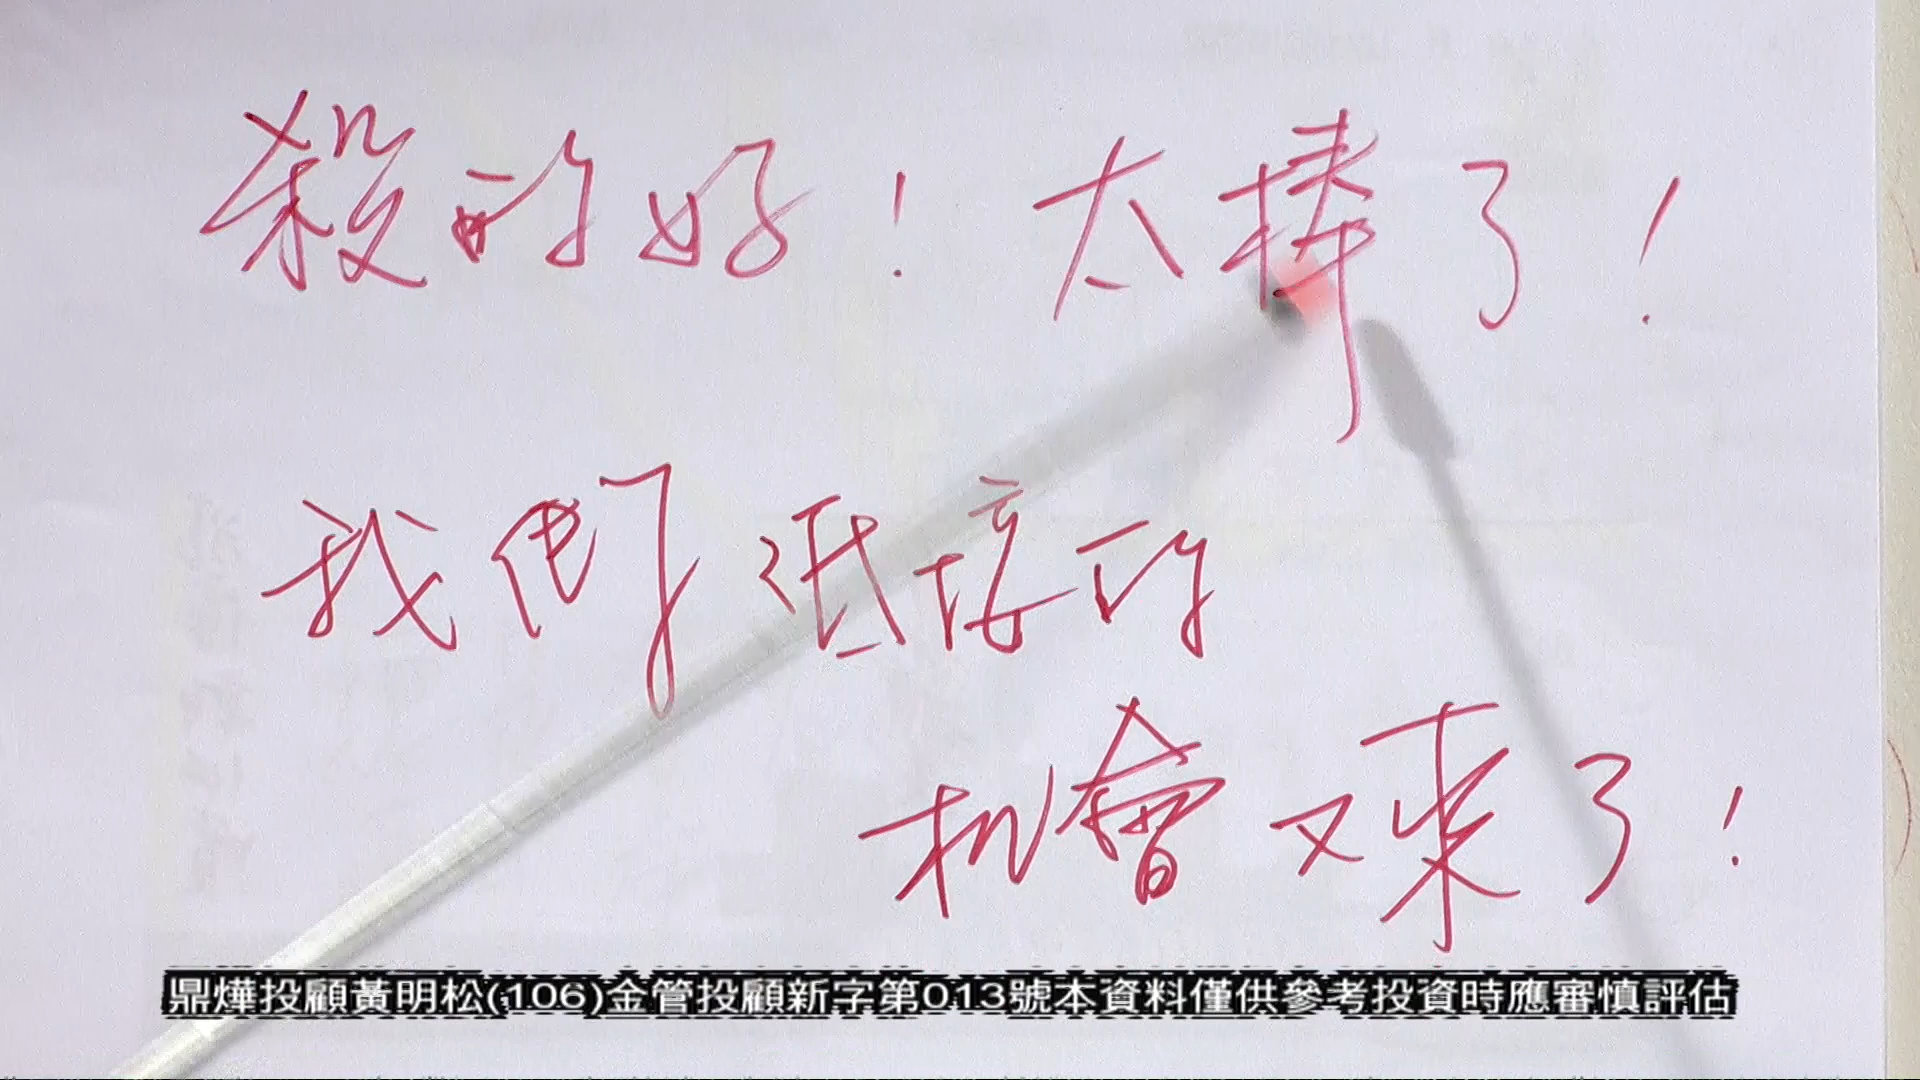 殺的好！太棒了！
我們低接的
机會又來了！
鼎燁投顧黃明松(106)金管投顧新字第013號本資料僅供參考投資時應審慎評估